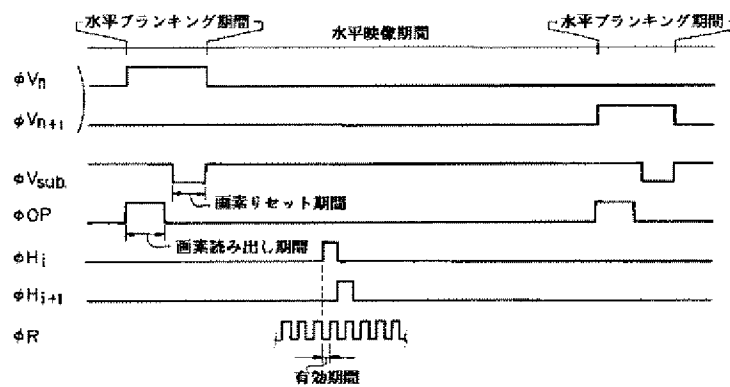 水平ブランキング期間
水平映像期間
水平ブランキング期間
φVn
φVn+1
φVsub.
画素リセット期間
φOP
画素読み出し期間
φHi
φHi+1
φR
有効期間